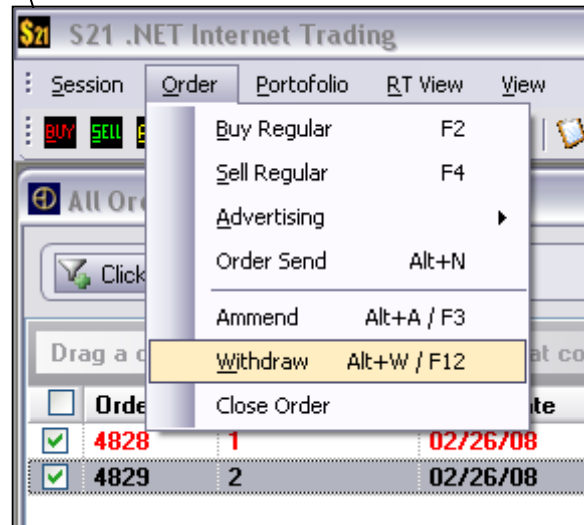 S21 S21 .NET Internet Trading
Session Order Portofolio RT View View
BUY SELL
Buy Regular F2
Sell Regular F4
Advertising
Order Send Alt+N
Ammend Alt+A / F3
Withdraw Alt+W / F12
Close Order
All
Click
Drag a
4828 1 02/26/08
4829 2 02/26/08